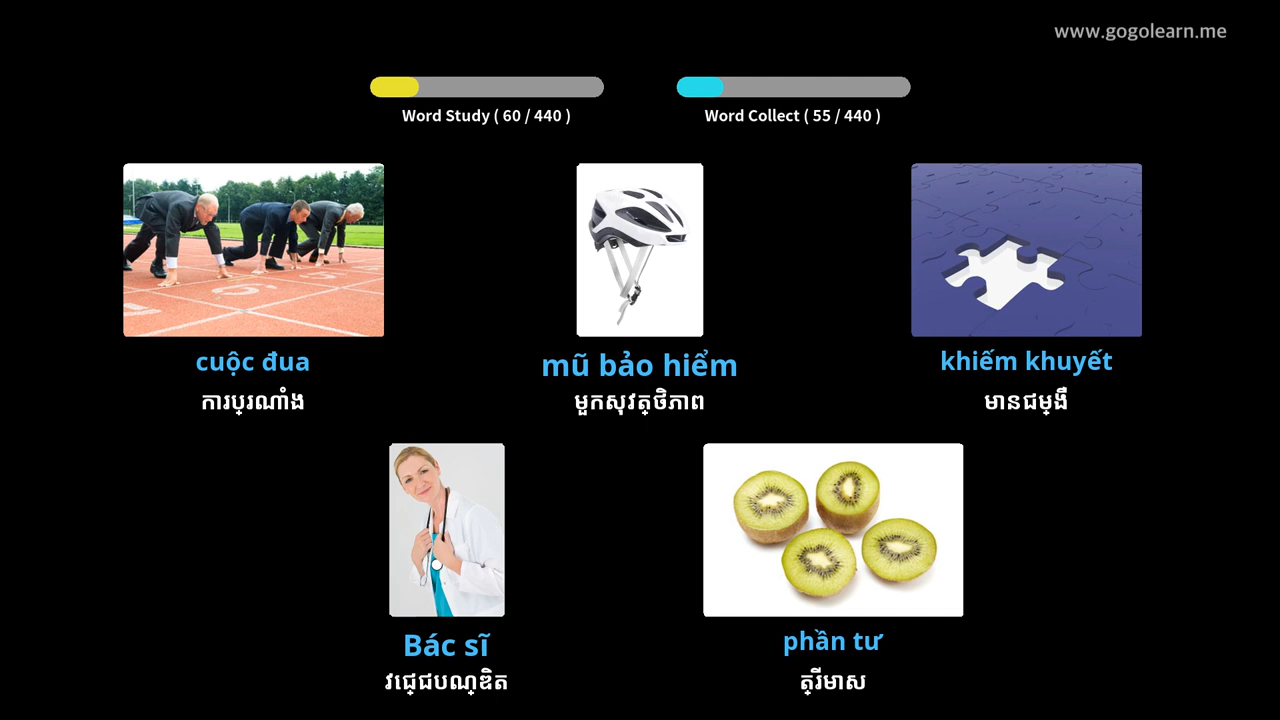 www.gogolearn.me
Word Study ( 60 / 440 )
Word Collect ( 55 / 440 )
cuộc đua
ការប្រណាំង
mũ bảo hiểm
មួកសុវត្ថិភាព
khiếm khuyết
មានជម្ងឺ
Bác sĩ
វេជ្ជបណ្ឌិត
phần tư
ត្រីមាស